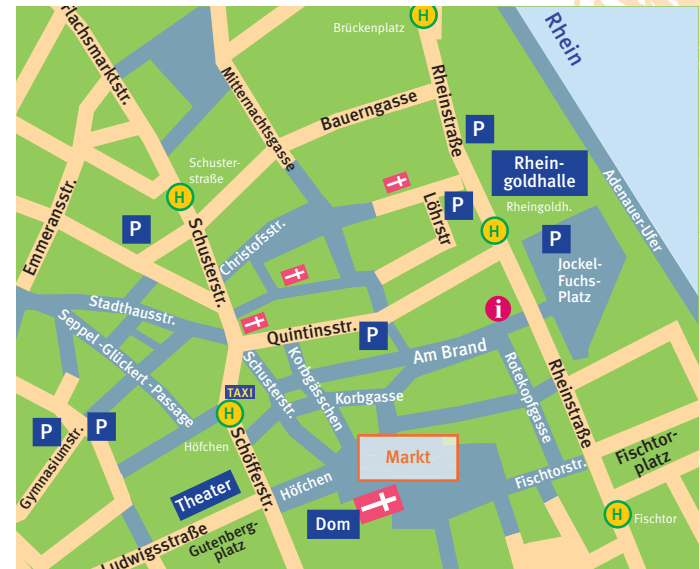 Brückenplatz
Rhein
Flachsmarktstr.
Mitternachtsgasse
Bauerngasse
Rheinstraße
P
Rhein-
goldhalle
Adenauer-Ufer
Schuster-
straße
H
H
P
Löhrstr
Rheingoldh.
H
P
P
Emmeransstr.
Schusterstr.
Christofsstr.
Jockel-
Fuchs-
Platz
i
Stadthausstr.
Seppel-Glückert-Passage
Quintinsstr.
P
Am Brand
Schusterstr.
Korbgässchen
Korbgasse
Rotekopfgasse
Rheinstraße
TAXI
H
P
P
Gymnasiumstr.
Höfchen
Schöfferstr.
Markt
Fischtor-
platz
Fischtorstr.
Theater
Höfchen
Dom
H
Fischtor
Ludwigsstraße
Gutenberg-
platz